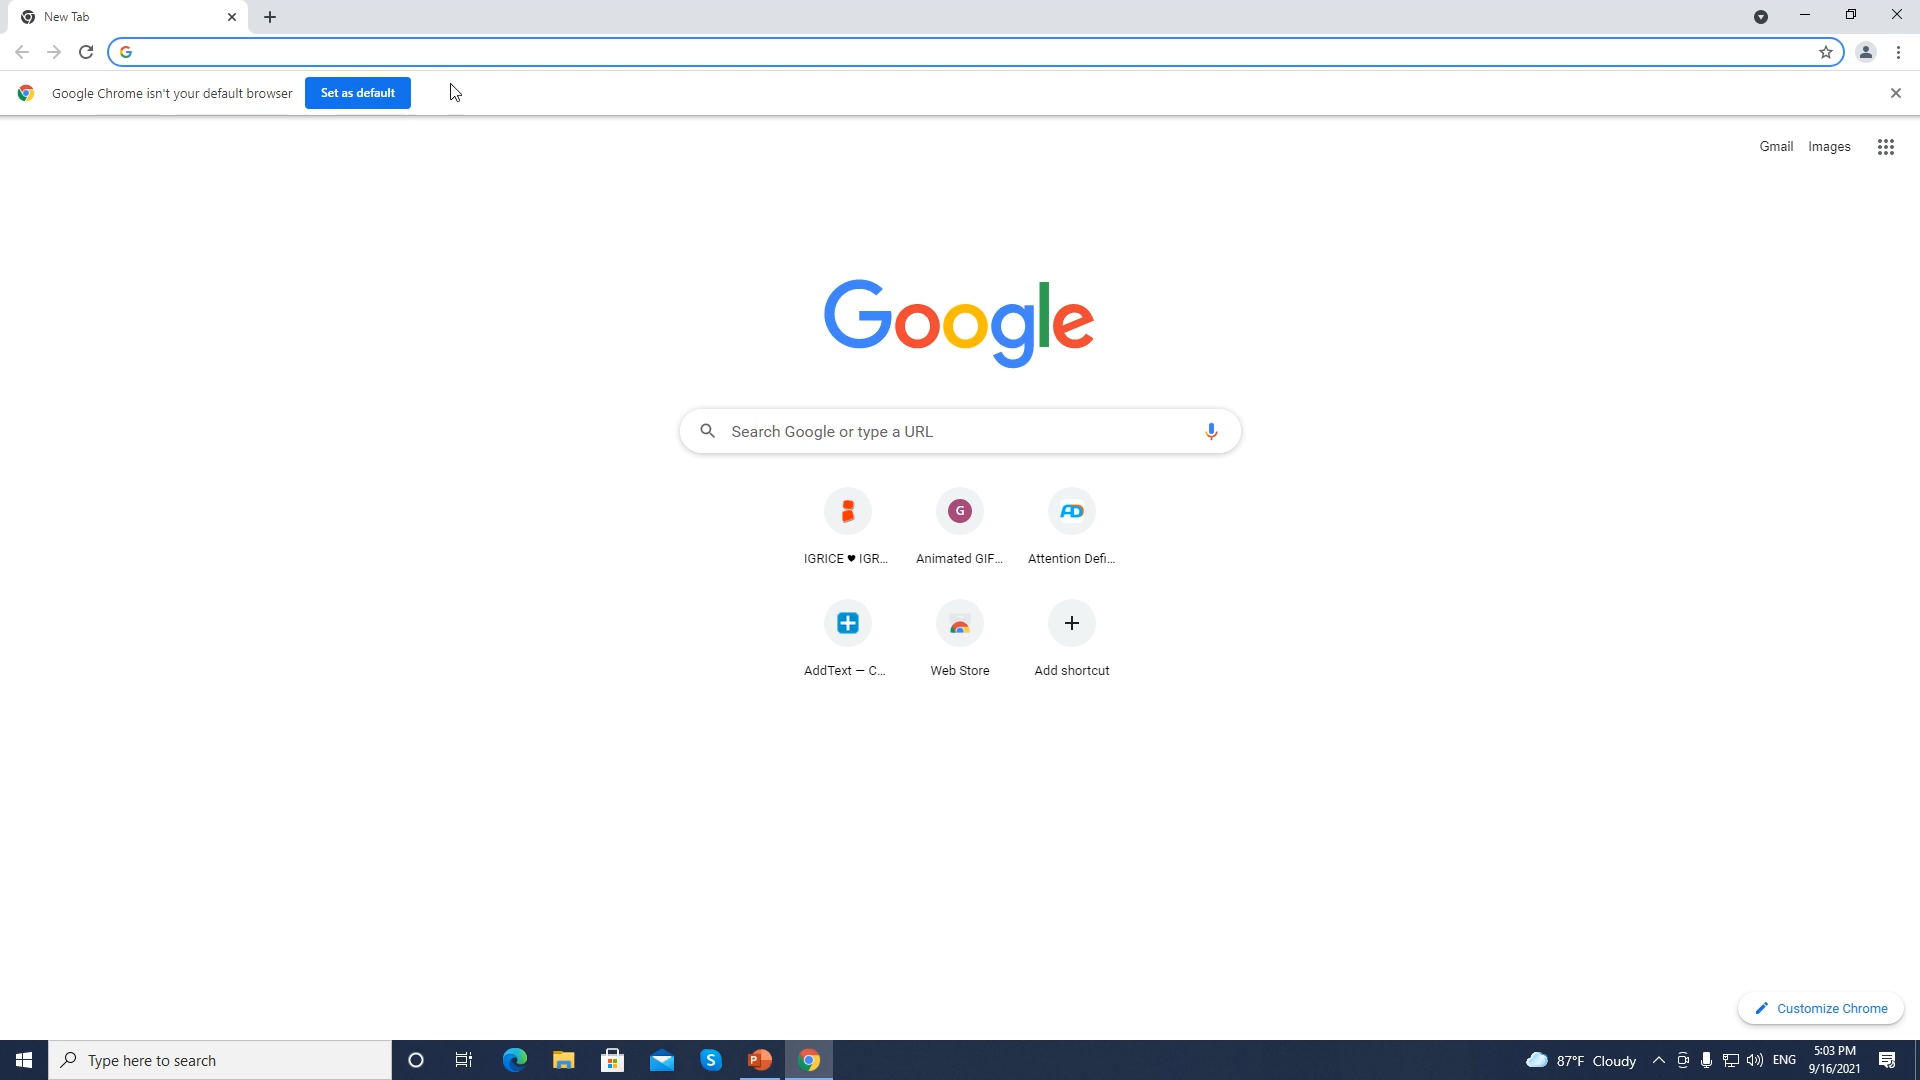 New Tab
Google Chrome isn't your default browser
Set as default
Gmail
Images
Google
Search Google or type a URL
IGRICE ♥ IGR...
G
Animated GIF...
AD
Attention Defi...
AddText — C...
Web Store
Add shortcut
Customize Chrome
Type here to search
87°F Cloudy
ENG
5:03 PM
9/16/2021